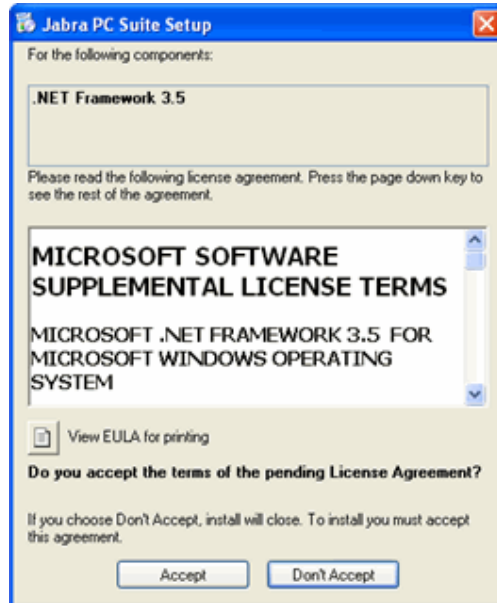 Jabra PC Suite Setup
For the following components:
.NET Framework 3.5
Please read the following license agreement. Press the page down key to
see the rest of the agreement.
MICROSOFT SOFTWARE
SUPPLEMENTAL LICENSE TERMS
MICROSOFT .NET FRAMEWORK 3.5 FOR
MICROSOFT WINDOWS OPERATING
SYSTEM
View EULA for printing
Do you accept the terms of the pending License Agreement?
If you choose Don't Accept, install will close. To install you must accept
this agreement.
Accept
Don't Accept